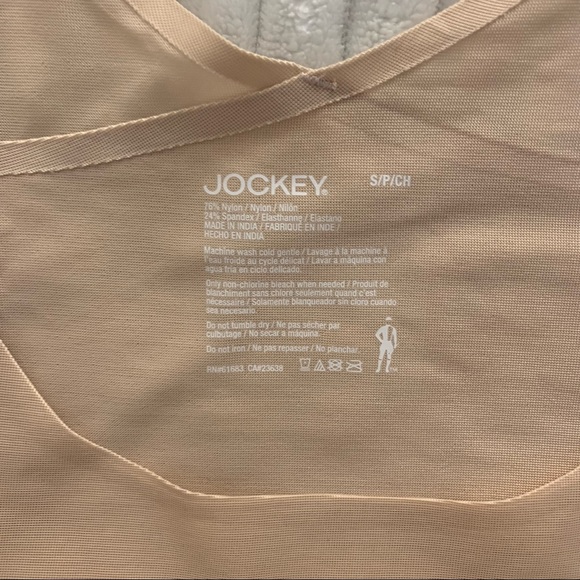 JOCKEY® S/P/CH
76% Nylon / Nylon / Nilón
24% Spandex / Elasthanne / Elastano
MADE IN INDIA / FABRIQUÉ EN INDE /
HECHO EN INDIA
Machine wash cold gentle / Lavage à la machine à
l'eau froide au cycle délicat / Lavar a máquina con
agua fria en ciclo delicado.
Only non-chlorine bleach when needed / Produit de
blanchiment sans chlore seulement quand c'est
nécessaire / Solamente blanqueador sin cloro cuando
sea necesario.
Do not tumble dry / Ne pas sécher par
culbutage / No secar a máquina.
Do not iron / Ne pas repasser / No planchar.
RN#61683 CA#23638
TM